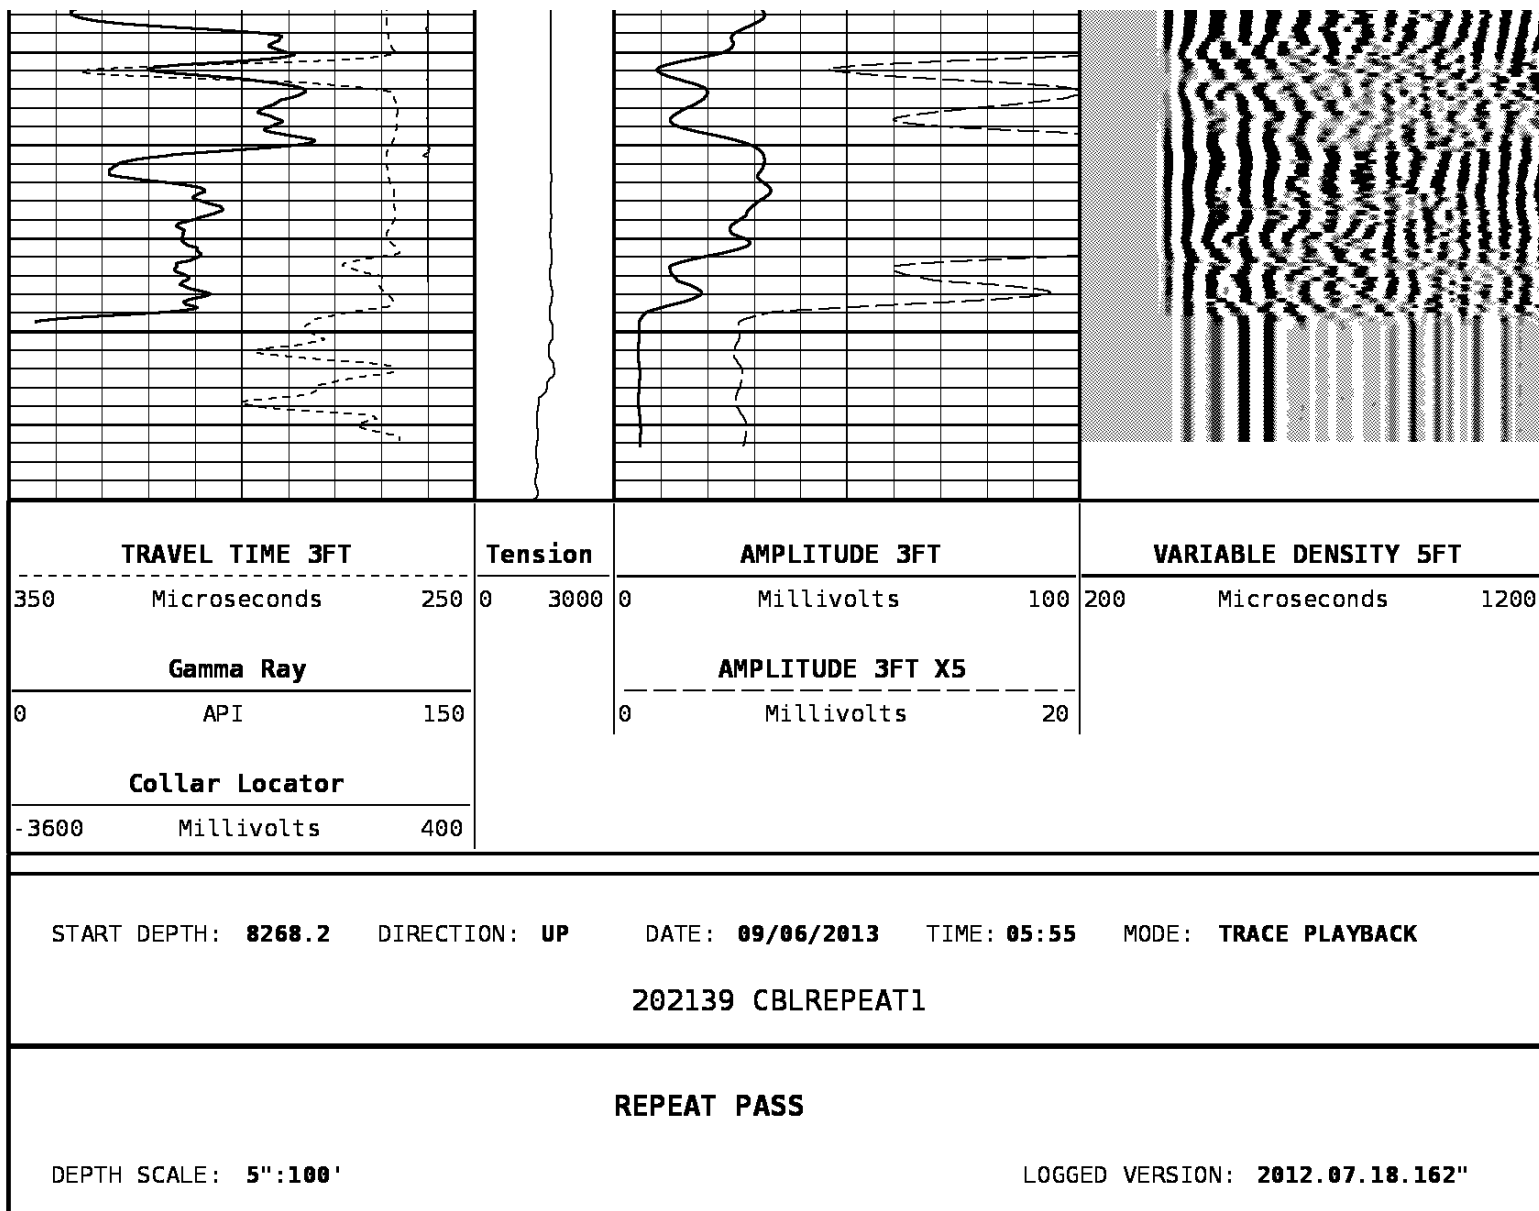 TRAVEL TIME 3FT Tension AMPLITUDE 3FT VARIABLE DENSITY 5FT
350 Microseconds 250 0 3000 0 Millivolts 100 200 Microseconds 1200
Gamma Ray AMPLITUDE 3FT X5
0 API 150 0 Millivolts 20
Collar Locator
-3600 Millivolts 400
START DEPTH: 8268.2 DIRECTION: UP DATE: 09/06/2013 TIME: 05:55 MODE: TRACE PLAYBACK
202139 CBLREPEAT1
REPEAT PASS
DEPTH SCALE: 5":100' LOGGED VERSION: 2012.07.18.162"